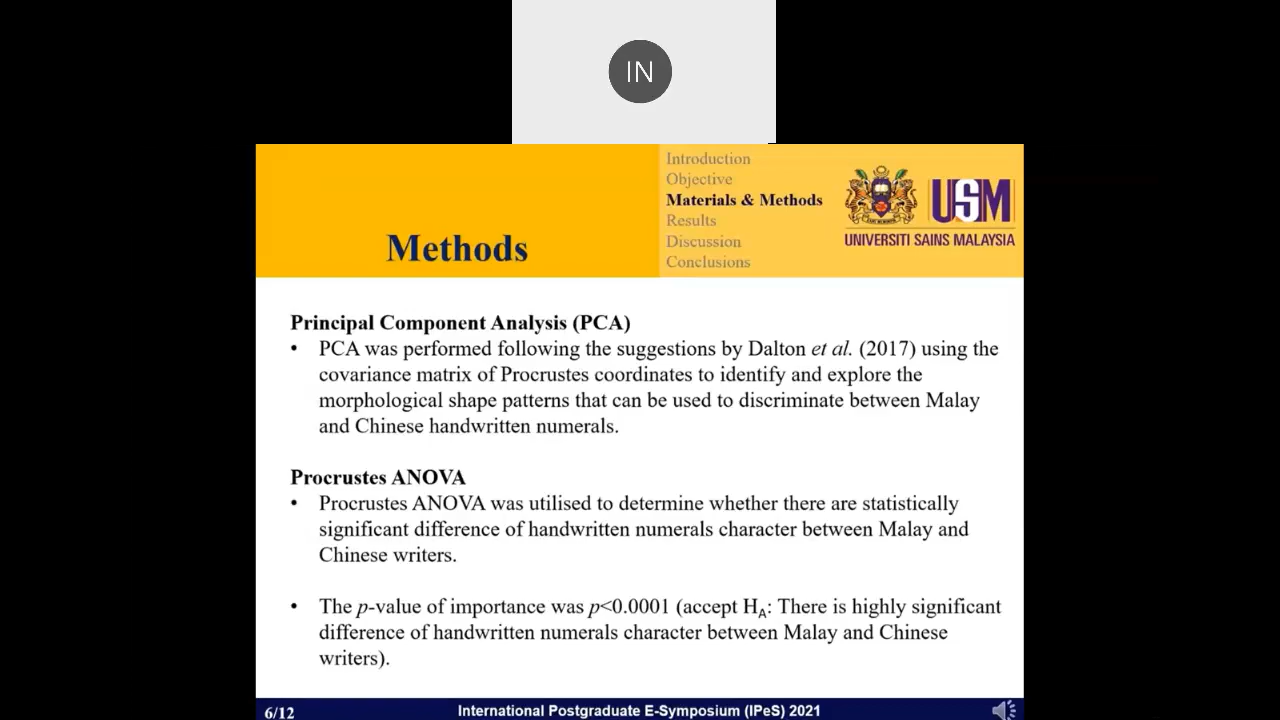 IN
Introduction
Objective
Materials & Methods
Results
Discussion
Conclusions
USM
UNIVERSITI SAINS MALAYSIA
Methods
Principal Component Analysis (PCA)
• PCA was performed following the suggestions by Dalton et al. (2017) using the
covariance matrix of Procrustes coordinates to identify and explore the
morphological shape patterns that can be used to discriminate between Malay
and Chinese handwritten numerals.
Procrustes ANOVA
• Procrustes ANOVA was utilised to determine whether there are statistically
significant difference of handwritten numerals character between Malay and
Chinese writers.
• The p-value of importance was p<0.0001 (accept HA: There is highly significant
difference of handwritten numerals character between Malay and Chinese
writers).
6/12
International Postgraduate E-Symposium (IPeS) 2021